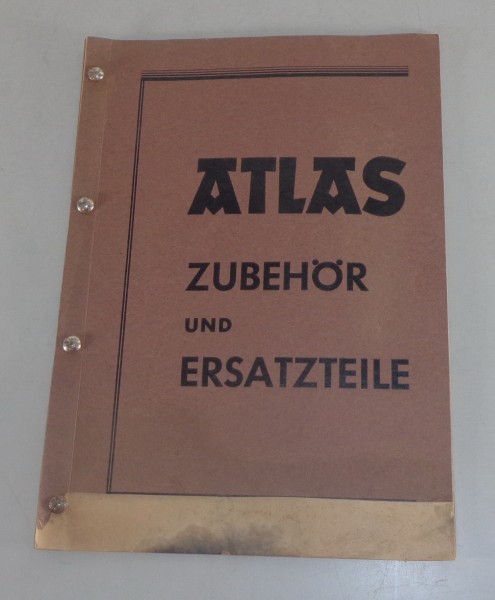 ATLAS
ZUBEHÖR
UND
ERSATZTEILE